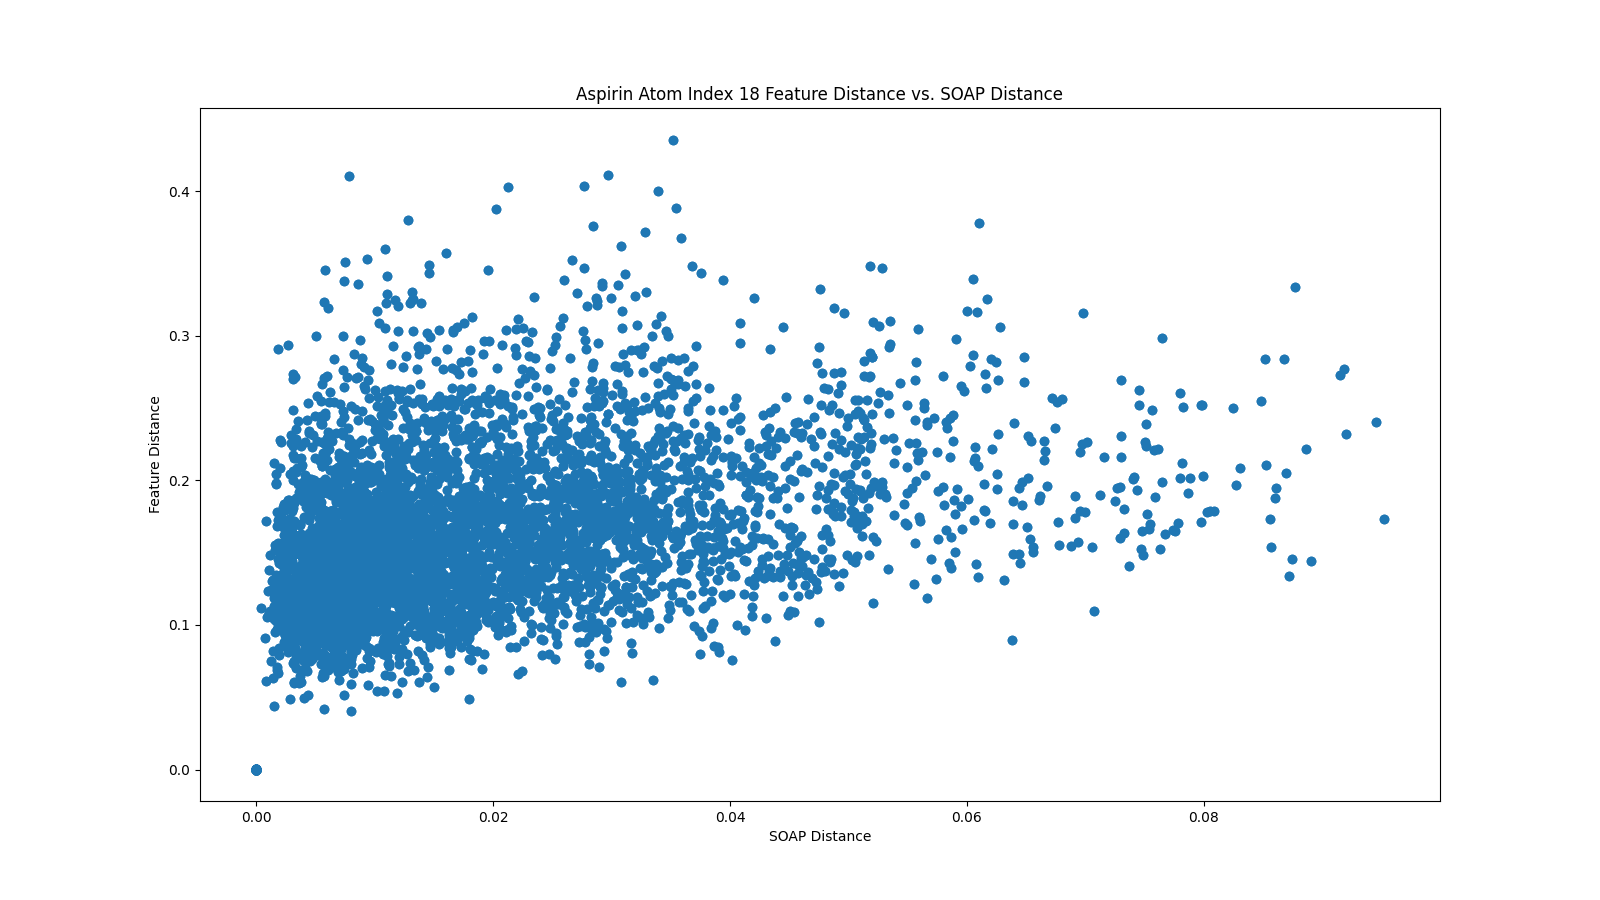 Aspirin Atom Index 18 Feature Distance vs. SOAP Distance
Feature Distance
0.4
0.3
0.2
0.1
0.0
0.00 0.02 0.04 0.06 0.08
SOAP Distance